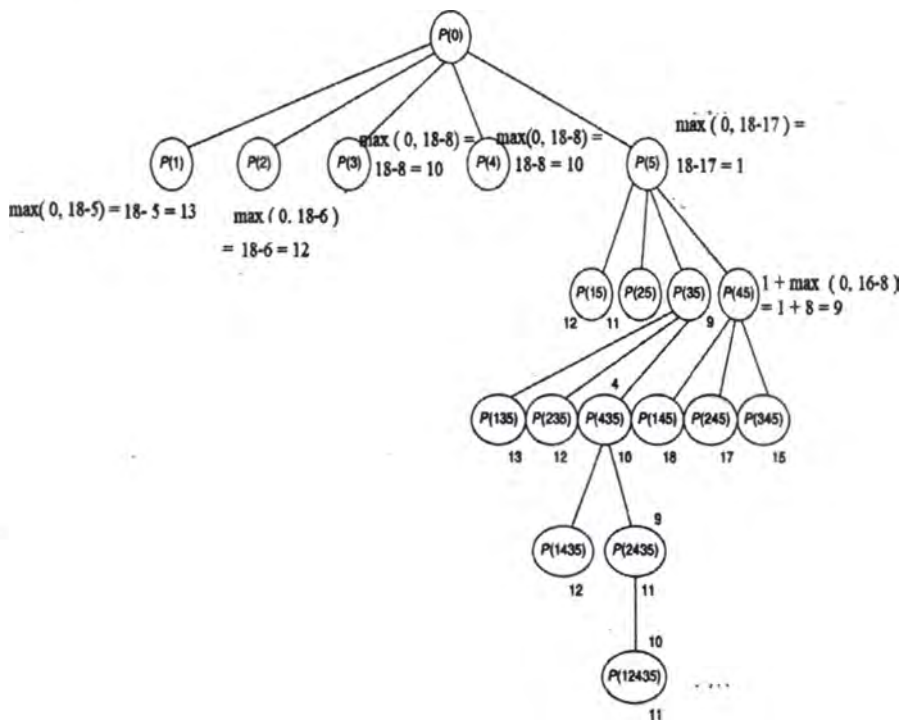 P(0)
max ( 0, 18-17) =
max ( 0, 18-8) = max(0, 18-8) =
P(1) P(2) P(3) 18-8 = 10 P(4) 18-8 = 10 P(5) 18-17 = 1
max( 0, 18-5) = 18- 5 = 13 max ( 0. 18-6 )
= 18-6 = 12
P(15) P(25) P(35) P(45) 1 + max ( 0, 16-8 )
12 11 9 = 1 + 8 = 9
4
P(135) P(235) P(435) P(145) P(245) P(345)
13 12 10 18 17 15
9
P(1435) P(2435)
12 11
10
P(12435) ....
11